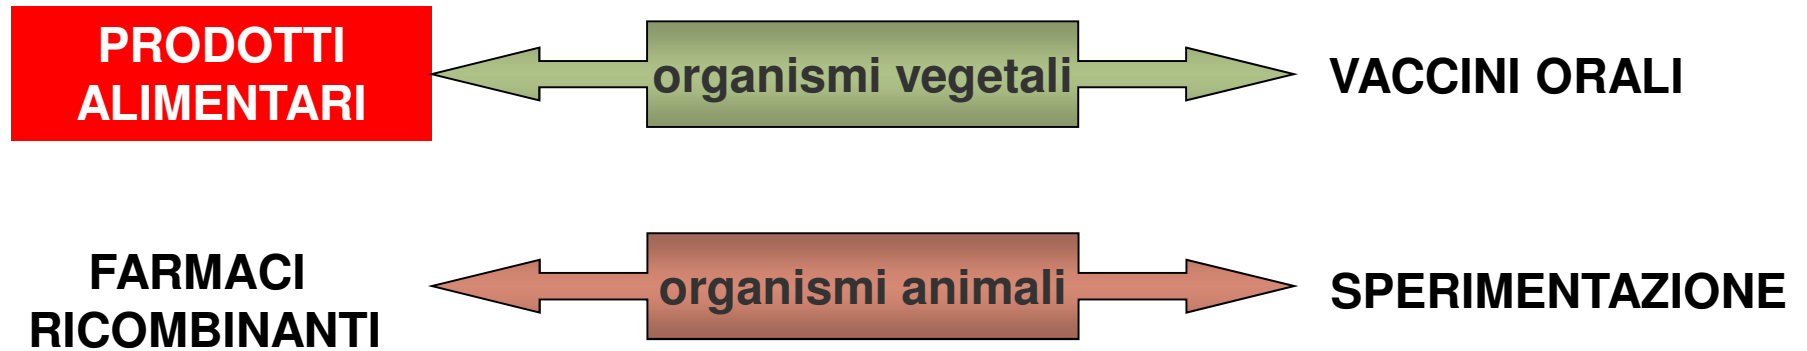 PRODOTTI
ALIMENTARI
organismi vegetali
VACCINI ORALI
FARMACI
RICOMBINANTI
organismi animali
SPERIMENTAZIONE